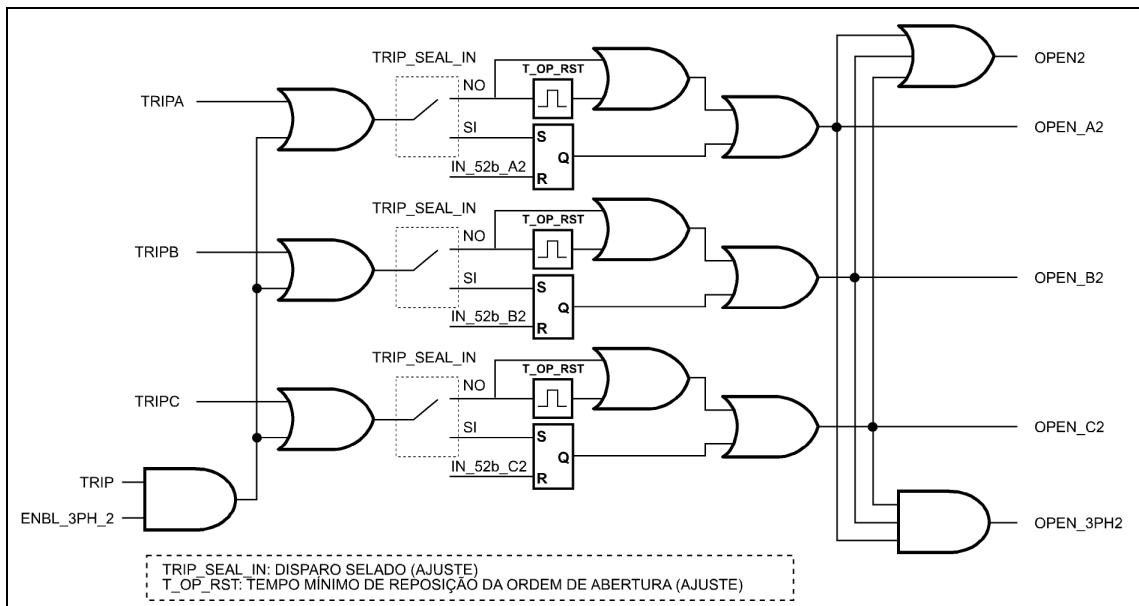 TRIP_SEAL_IN
NO
T_OP_RST
OPEN2
TRIPA
SI
S
Q
R
IN_52b_A2
OPEN_A2
TRIP_SEAL_IN
NO
T_OP_RST
TRIPB
SI
S
Q
R
IN_52b_B2
OPEN_B2
TRIP_SEAL_IN
NO
T_OP_RST
TRIPC
SI
S
Q
R
IN_52b_C2
OPEN_C2
TRIP
ENBL_3PH_2
OPEN_3PH2
TRIP_SEAL_IN: DISPARO SELADO (AJUSTE)
T_OP_RST: TEMPO MÍNIMO DE REPOSIÇÃO DA ORDEM DE ABERTURA (AJUSTE)